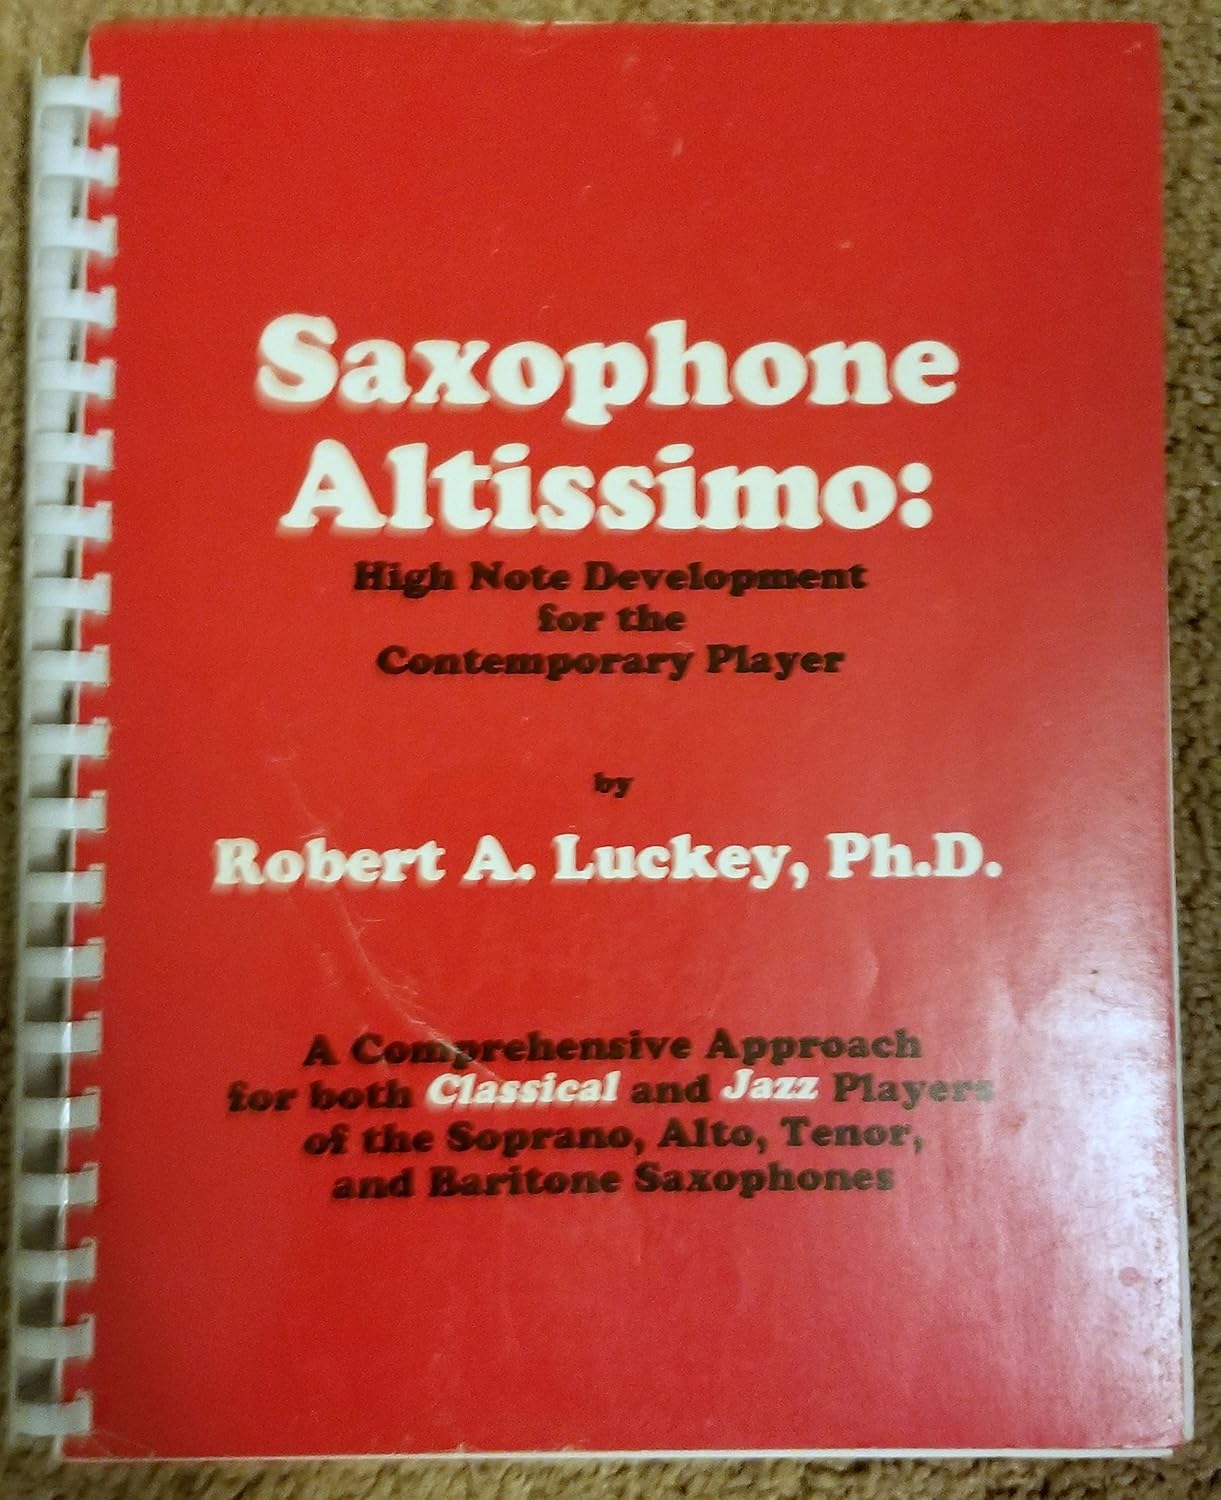 Saxophone
Altissimo:
High Note Development
for the
Contemporary Player
by
Robert A. Luckey, Ph.D.
A Comprehensive Approach
for both Classical and Jazz Players
of the Soprano, Alto, Tenor,
and Baritone Saxophones